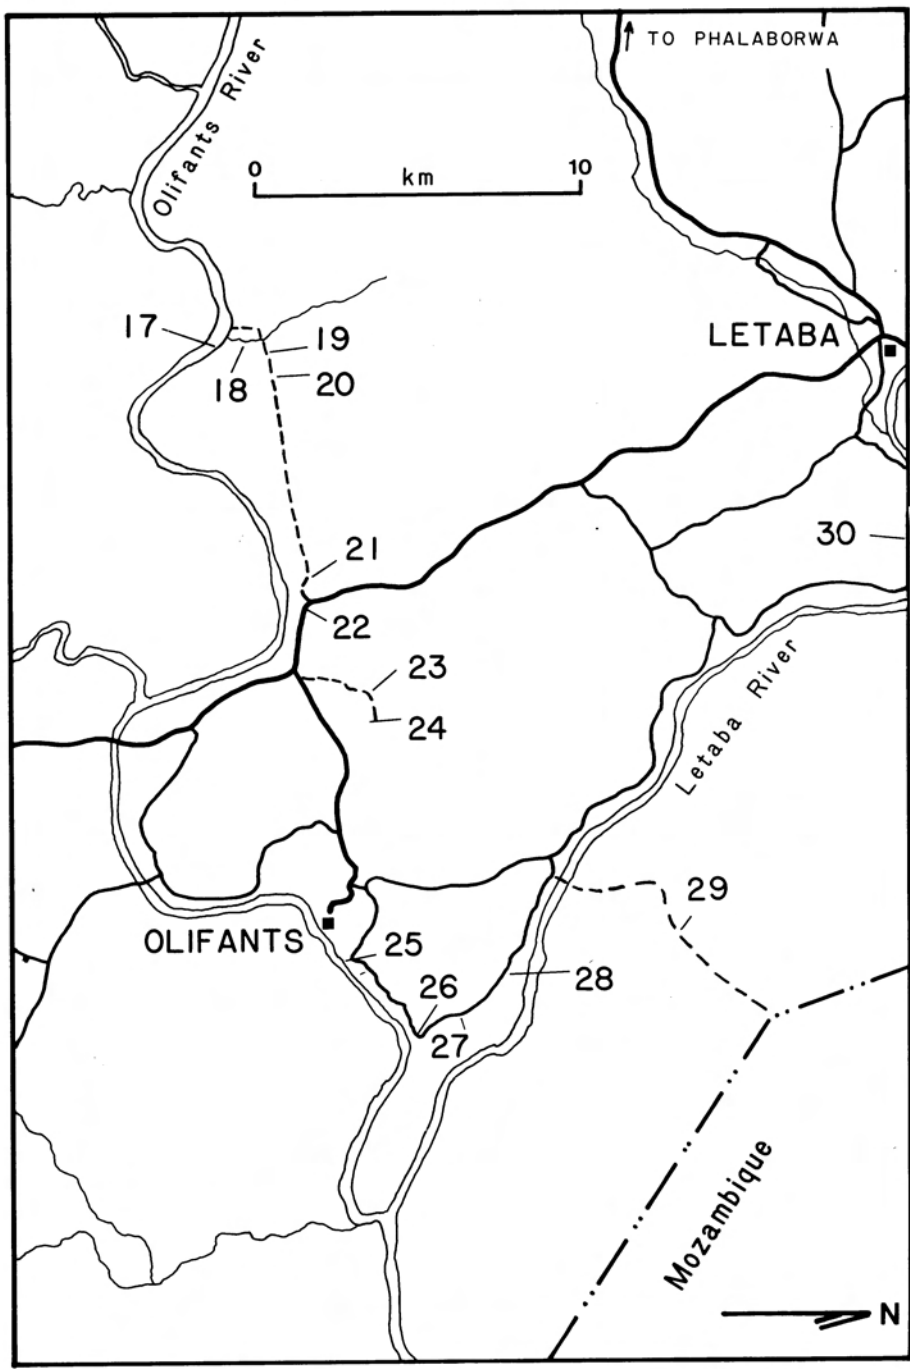 TO PHALABORWA
Olifants River
0 km 10
LETABA
17
19
18
20
21
30
22
23
24
Letaba River
29
OLIFANTS
25
26
28
27
Mozambique
N